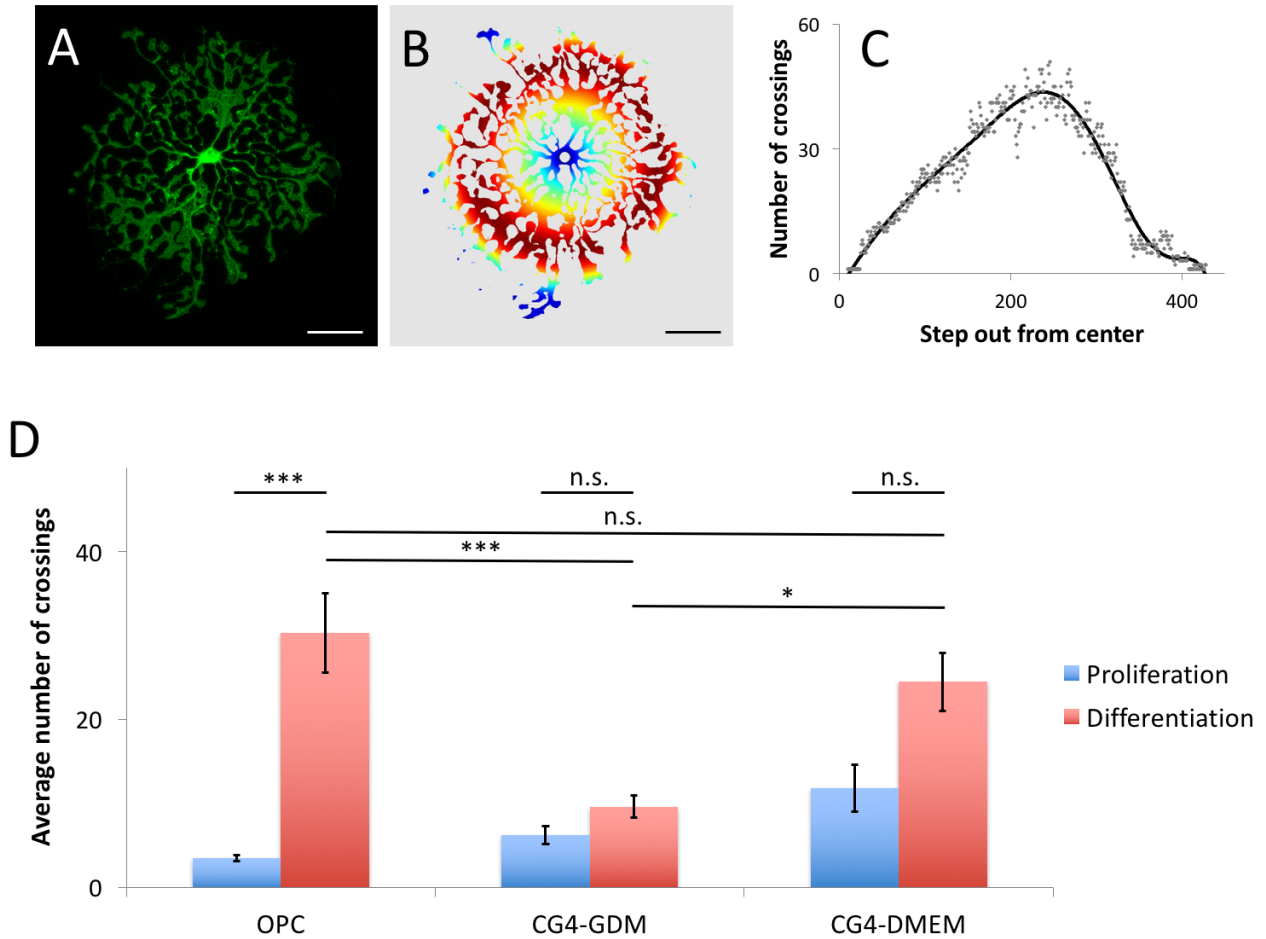 A
B
C
Number of crossings
60
30
0
0
200
400
Step out from center
D
Average number of crossings
***
n.s.
n.s.
n.s.
***
*
40
20
0
Proliferation
Differentiation
OPC
CG4-GDM
CG4-DMEM